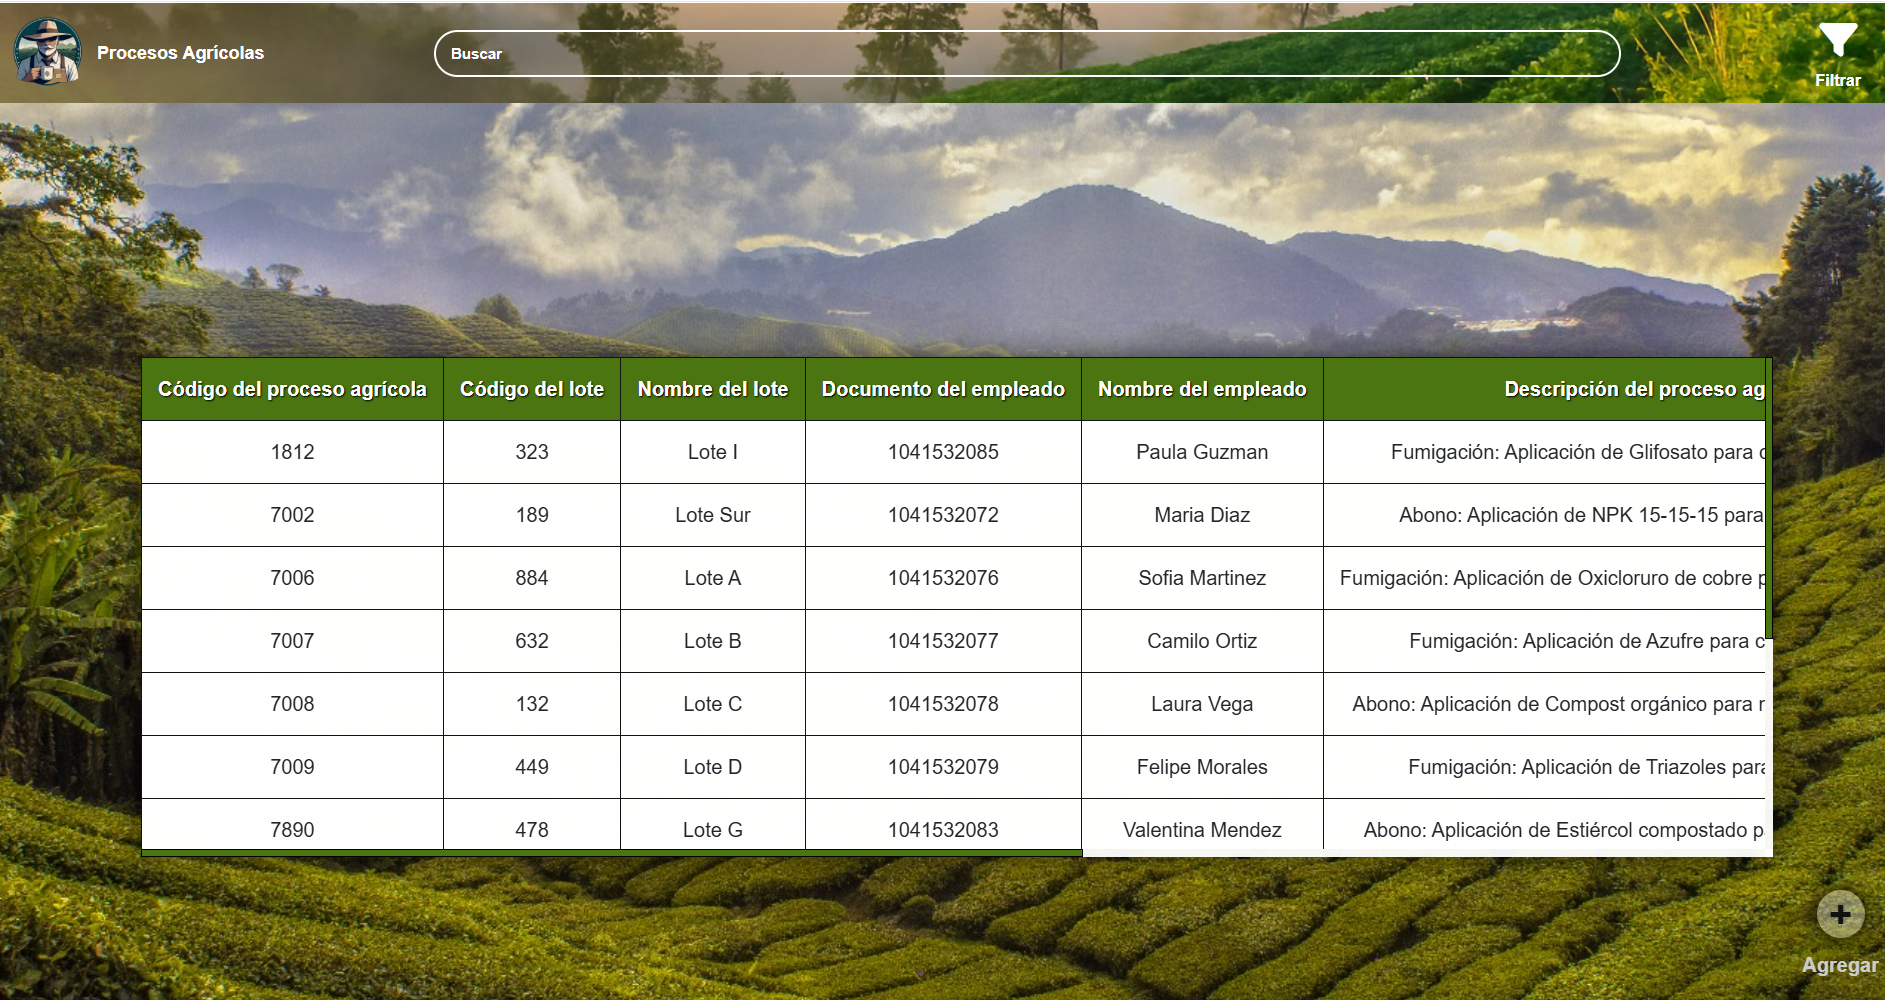 Procesos Agrícolas
Buscar
Filtrar
Código del proceso agrícola Código del lote Nombre del lote Documento del empleado Nombre del empleado Descripción del proceso ag
1812 323 Lote I 1041532085 Paula Guzman Fumigación: Aplicación de Glifosato para
7002 189 Lote Sur 1041532072 Maria Diaz Abono: Aplicación de NPK 15-15-15 para
7006 884 Lote A 1041532076 Sofia Martinez Fumigación: Aplicación de Oxicloruro de cobre
7007 632 Lote B 1041532077 Camilo Ortiz Fumigación: Aplicación de Azufre para
7008 132 Lote C 1041532078 Laura Vega Abono: Aplicación de Compost orgánico para
7009 449 Lote D 1041532079 Felipe Morales Fumigación: Aplicación de Triazoles para
7890 478 Lote G 1041532083 Valentina Mendez Abono: Aplicación de Estiércol compostado
Agregar